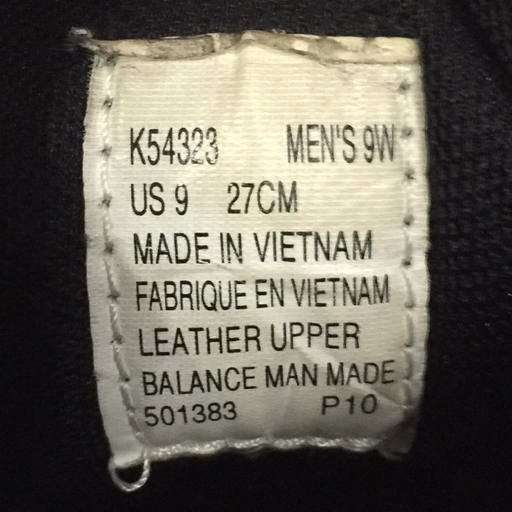 K54323 MEN'S 9W
US 9 27CM
MADE IN VIETNAM
FABRIQUE EN VIETNAM
LEATHER UPPER
BALANCE MAN MADE
501383 P10